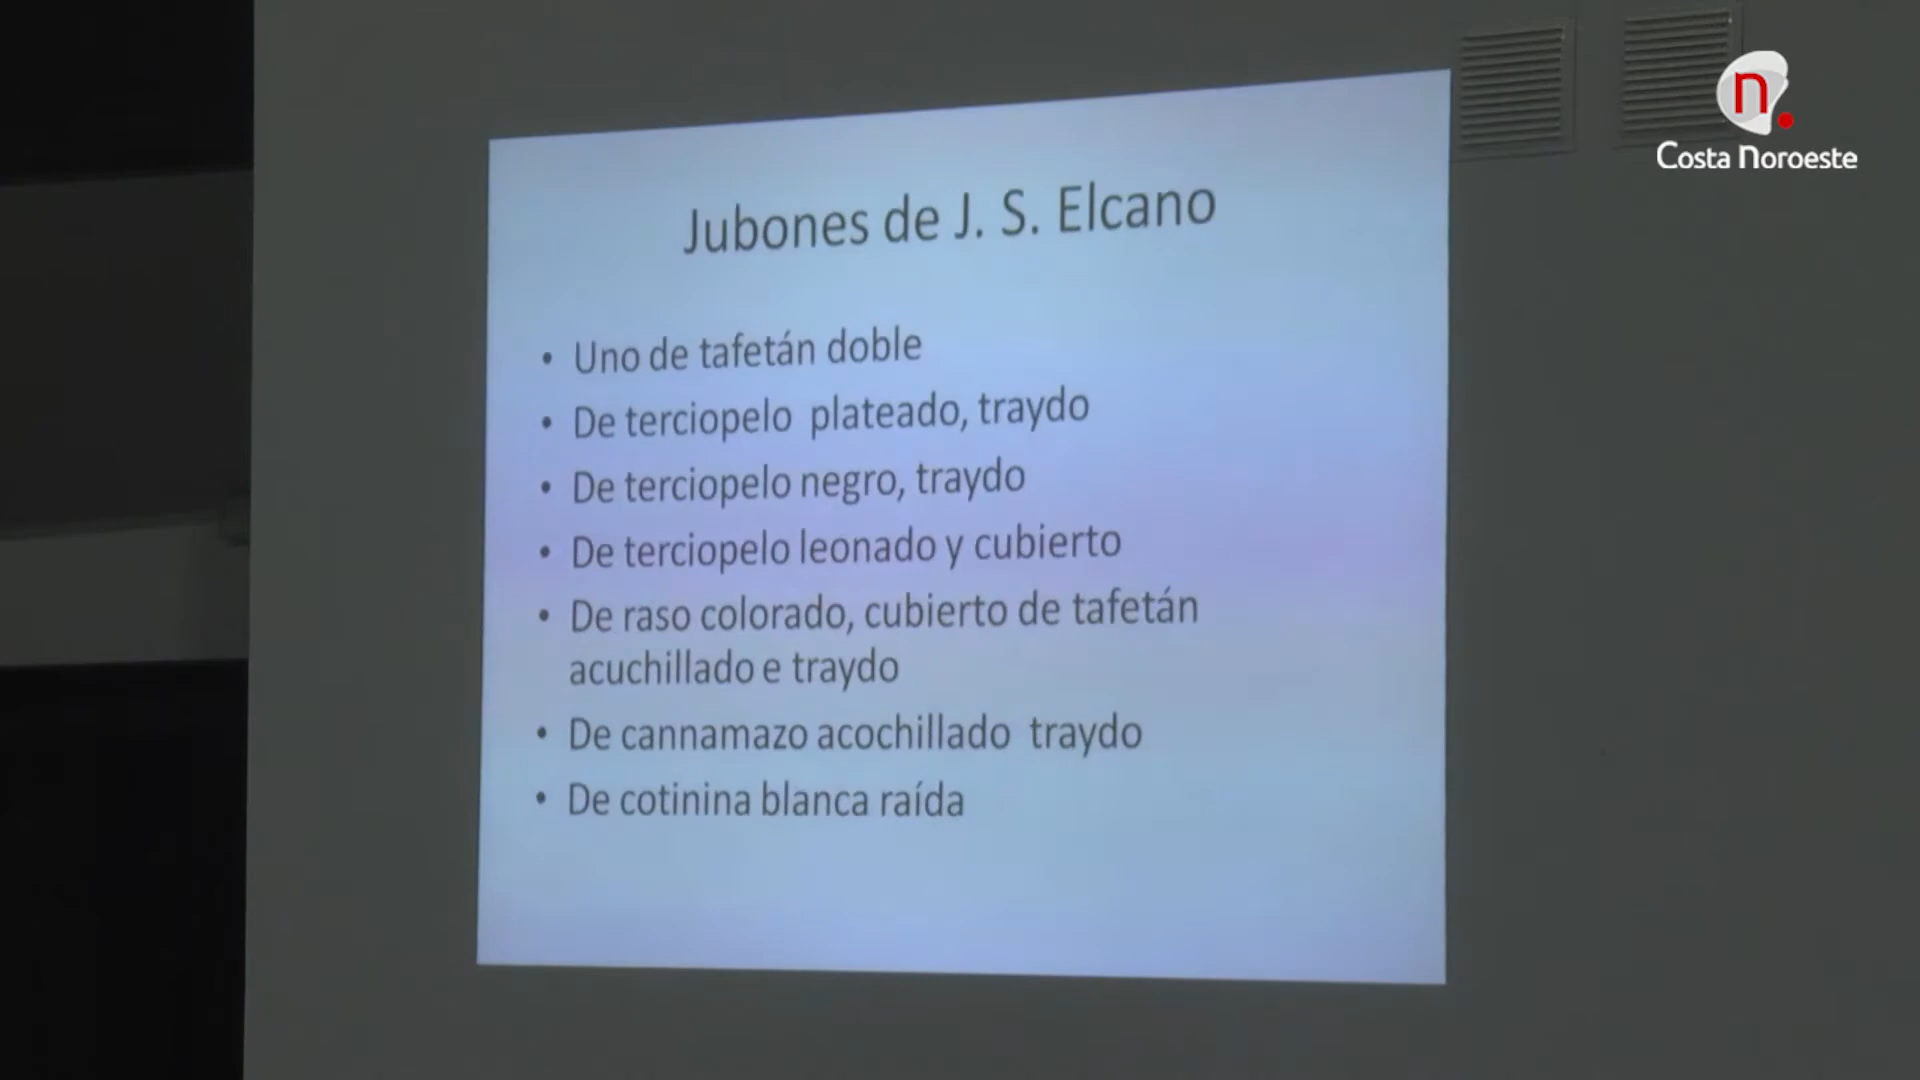 n.
Costa Noroeste
Jubones de J. S. Elcano
• Uno de tafetán doble
• De terciopelo plateado, traydo
• De terciopelo negro, traydo
• De terciopelo leonado y cubierto
• De raso colorado, cubierto de tafetán
acuchillado e traydo
• De cannamazo acochillado traydo
• De cotinina blanca raída